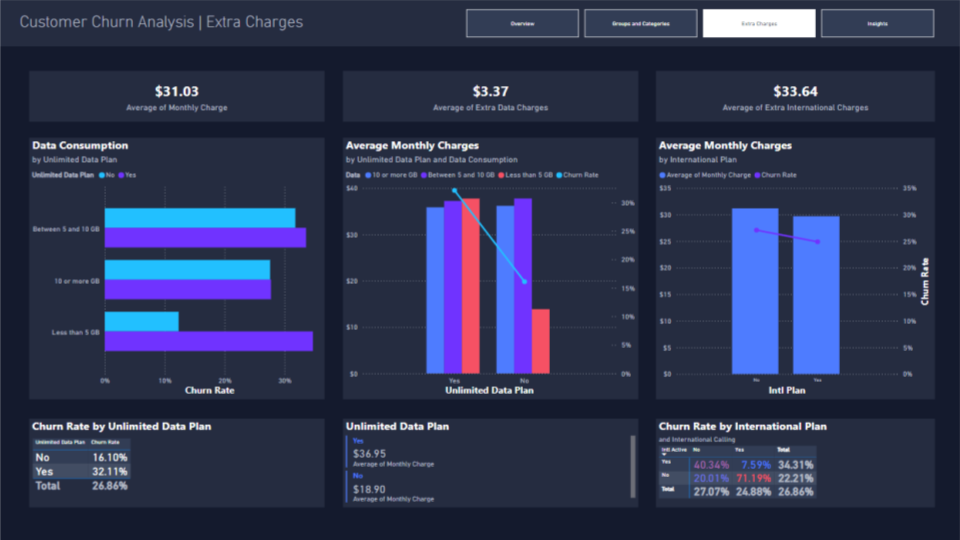 Customer Churn Analysis | Extra Charges
Overview
Groups and Categories
Extra Charges
Insights
$31.03
Average of Monthly Charge
$3.37
Average of Extra Data Charges
$33.64
Average of Extra International Charges
Data Consumption
by Unlimited Data Plan
Unlimited Data Plan No Yes
Between 5 and 10 GB
10 or more GB
Less than 5 GB
0% 10% 20% 30%
Churn Rate
Average Monthly Charges
by Unlimited Data Plan and Data Consumption
Data 10 or more GB Between 5 and 10 GB Less than 5 GB Churn Rate
$40
$30 30%
25%
$20 20%
15%
$10 10%
5%
$0 0%
Yes No
Unlimited Data Plan
Average Monthly Charges
by International Plan
Average of Monthly Charge Churn Rate
$35 35%
$30 30%
$25 25%
$20 20%
$15 15%
$10 10%
$5 5%
$0 0%
Churn Rate
No Yes
Intl Plan
Churn Rate by Unlimited Data Plan
Unlimited Data Plan Churn Rate
No 16.10%
Yes 32.11%
Total 26.86%
Unlimited Data Plan
Yes
$36.95
Average of Monthly Charge
No
$18.90
Average of Monthly Charge
Churn Rate by International Plan
and International Calling
Intl Active No Yes Total
Yes 40.34% 7.59% 34.31%
No 20.01% 71.19% 22.21%
Total 27.07% 24.88% 26.86%